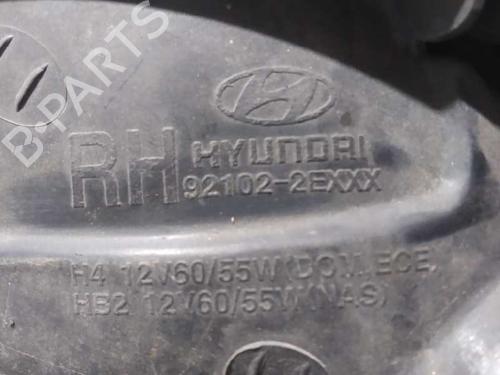 B-PARTS
RH HYUNDAI
92102-2EXXX
H4 12V60/55W(DOM, ECE,
HB2 12V60/55W(NAS)